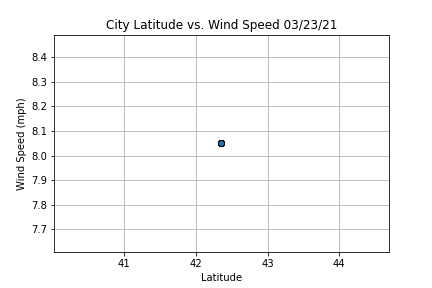 City Latitude vs. Wind Speed 03/23/21
8.4
8.3
8.2
8.1
8.0
7.9
7.8
7.7
Wind Speed (mph)
41 42 43 44
Latitude